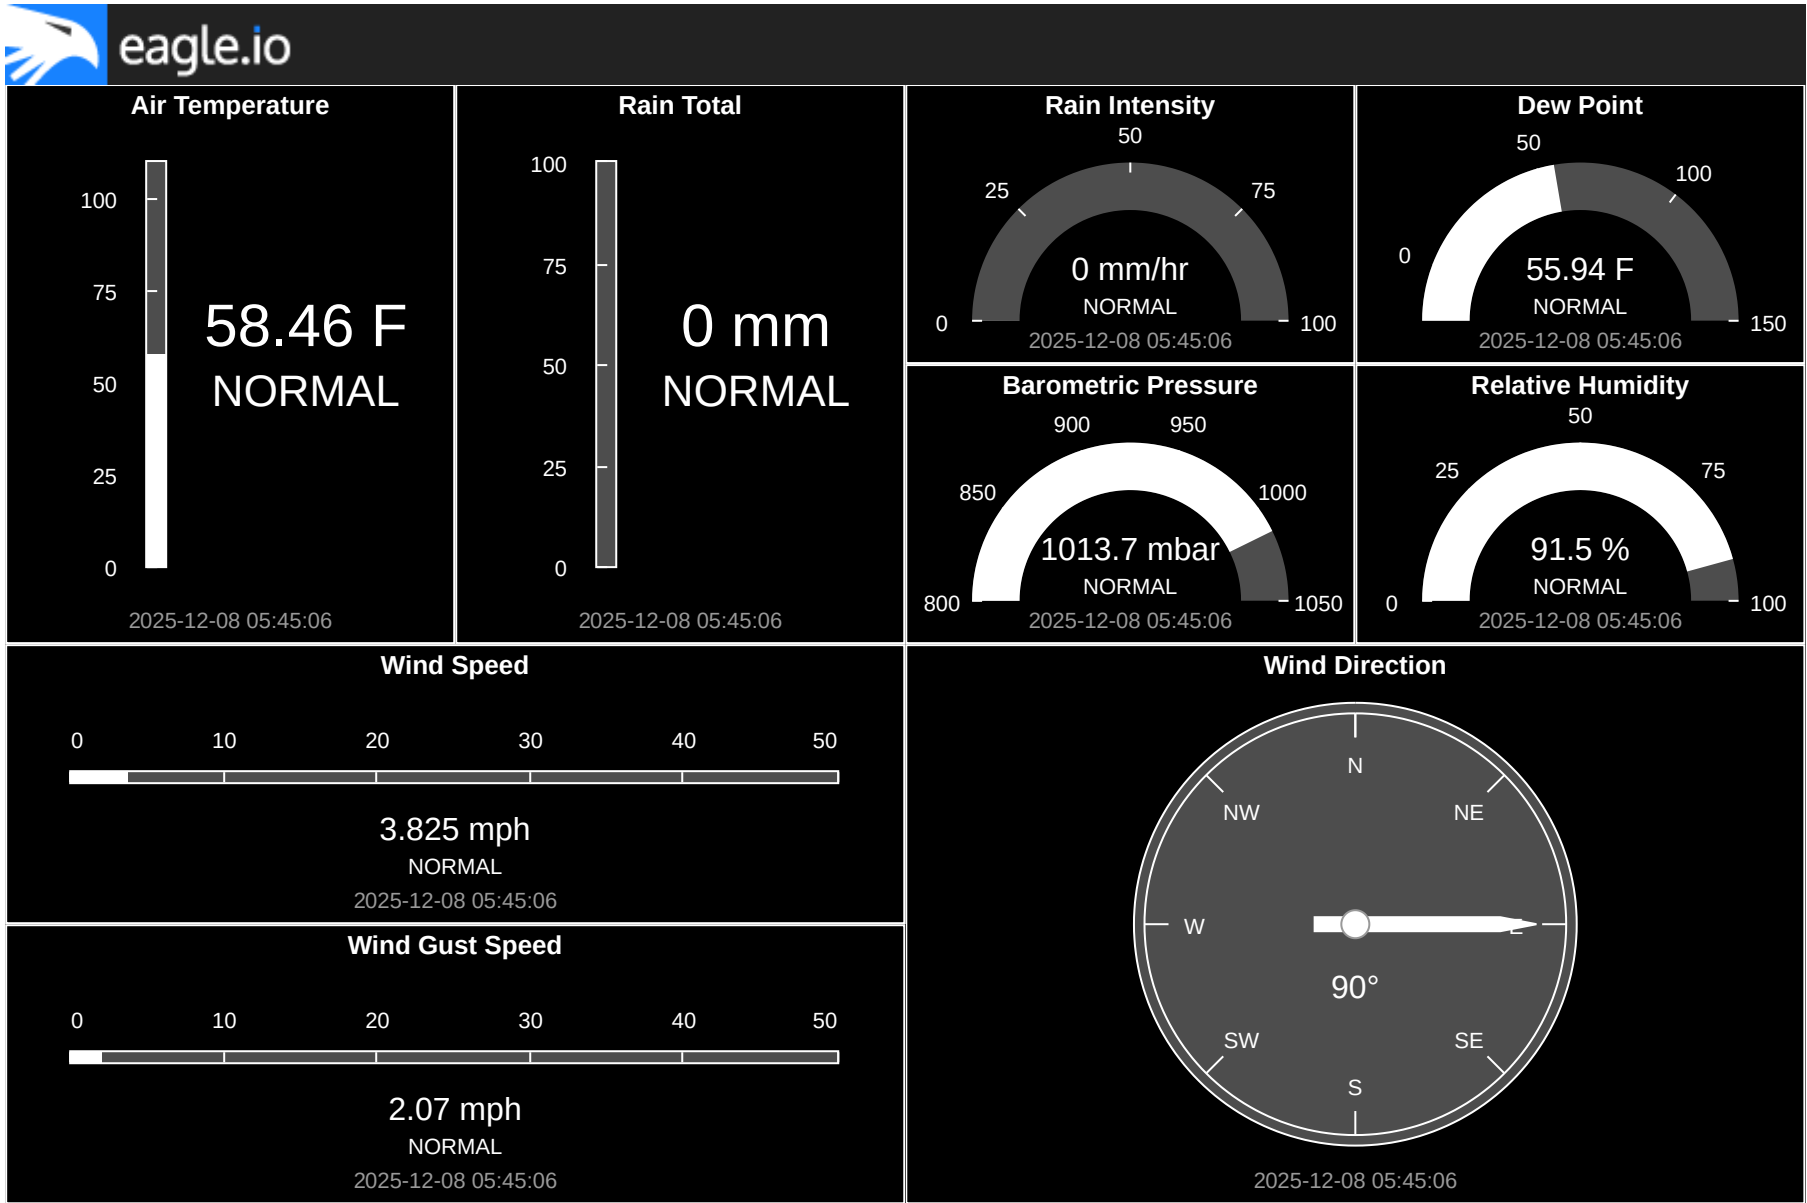 eagle.io
Air Temperature
100
75
50
25
0
58.46 F
NORMAL
2025-12-08 05:45:06
Rain Total
100
75
50
25
0
0 mm
NORMAL
2025-12-08 05:45:06
Rain Intensity
0
25
50
75
100
0 mm/hr
NORMAL
2025-12-08 05:45:06
Dew Point
0
50
100
150
55.94 F
NORMAL
2025-12-08 05:45:06
Barometric Pressure
800
850
900
950
1000
1050
1013.7 mbar
NORMAL
2025-12-08 05:45:06
Relative Humidity
0
25
50
75
100
91.5 %
NORMAL
2025-12-08 05:45:06
Wind Speed
0 10 20 30 40 50
3.825 mph
NORMAL
2025-12-08 05:45:06
Wind Gust Speed
0 10 20 30 40 50
2.07 mph
NORMAL
2025-12-08 05:45:06
Wind Direction
N
NW NE
W E
90°
SW SE
S
2025-12-08 05:45:06